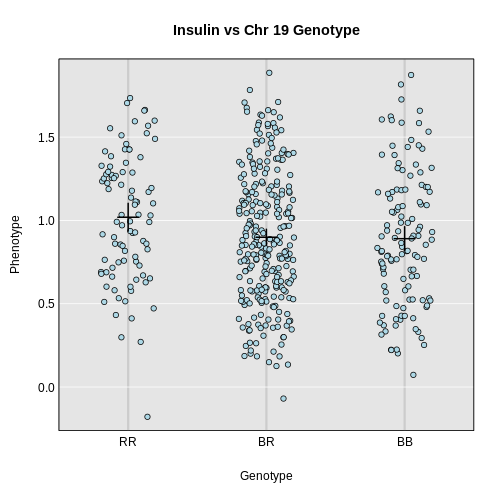 Insulin vs Chr 19 Genotype
Phenotype
1.5
1.0
0.5
0.0
RR BR BB
Genotype